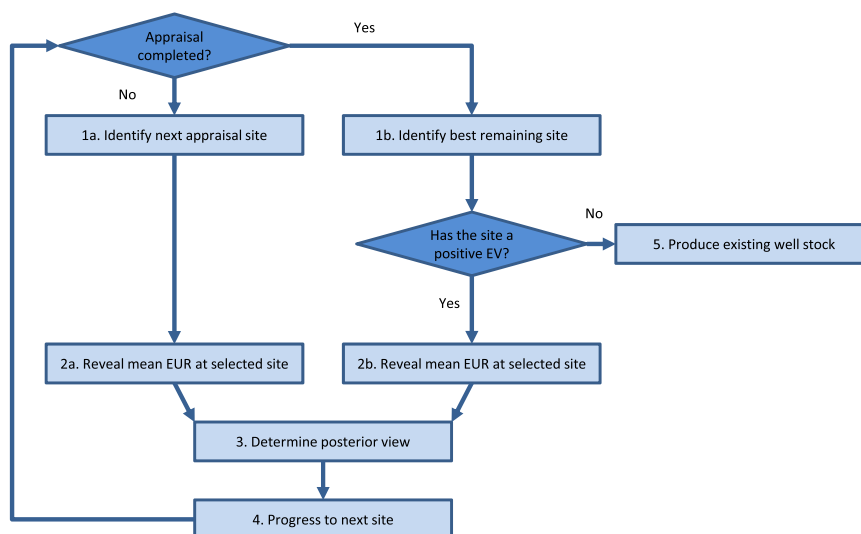 Appraisal
completed?
Yes
No
1a. Identify next appraisal site
1b. Identify best remaining site
Has the site a
positive EV?
No
5. Produce existing well stock
Yes
2a. Reveal mean EUR at selected site
2b. Reveal mean EUR at selected site
3. Determine posterior view
4. Progress to next site